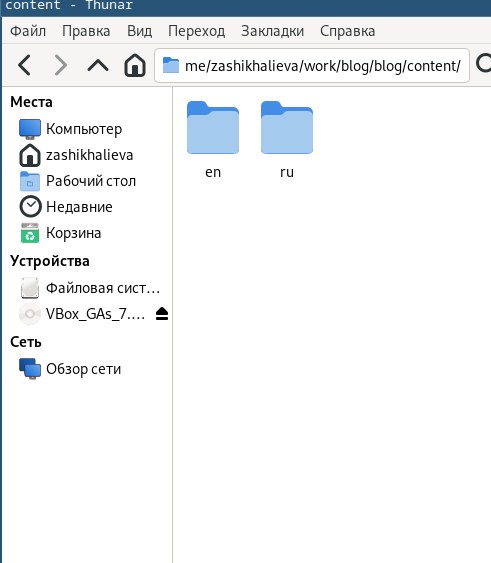 content - Thunar
Файл Правка Вид Переход Закладки Справка
me/zashikhalieva/work/blog/blog/content/
Места
Компьютер
zashikhalieva
Рабочий стол
Недавние
Корзина
Устройства
Файловая сист...
VBox_GAs_7....
Сеть
Обзор сети
en
ru